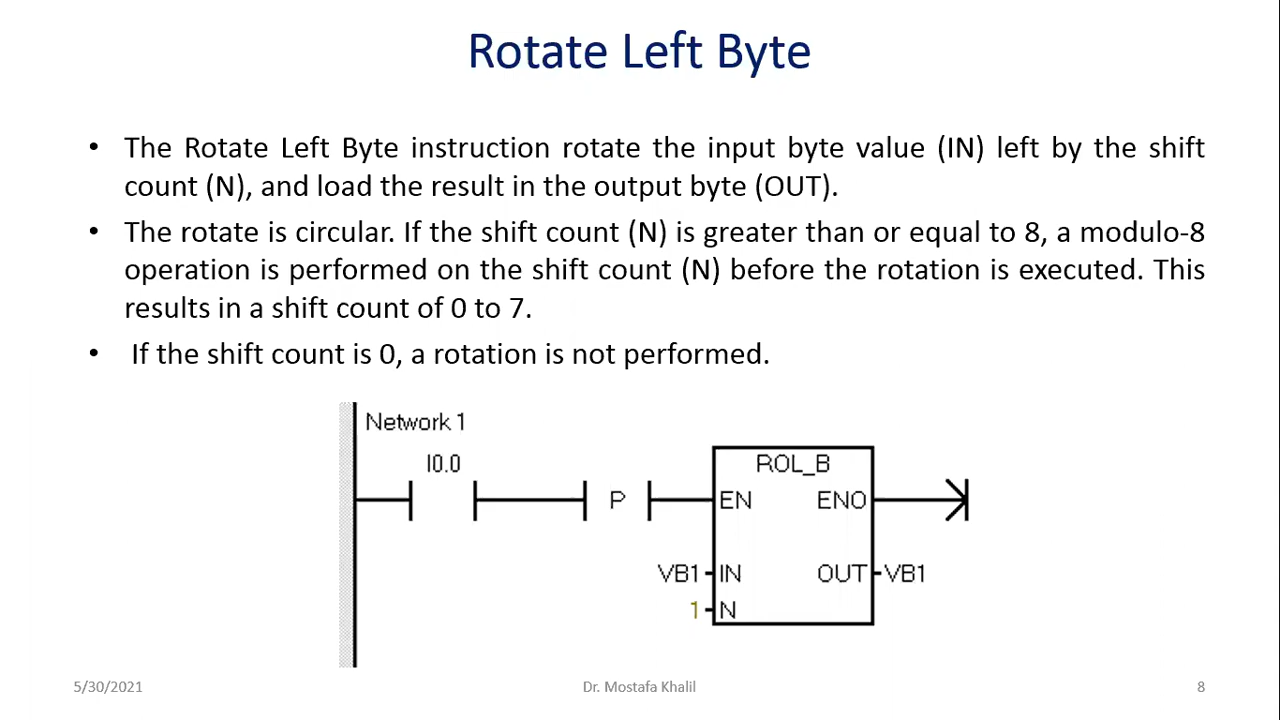 Rotate Left Byte
• The Rotate Left Byte instruction rotate the input byte value (IN) left by the shift
count (N), and load the result in the output byte (OUT).
• The rotate is circular. If the shift count (N) is greater than or equal to 8, a modulo-8
operation is performed on the shift count (N) before the rotation is executed. This
results in a shift count of 0 to 7.
• If the shift count is 0, a rotation is not performed.
Network 1
I0.0
P
ROL_B
EN ENO
VB1 IN OUT VB1
1 N
5/30/2021 Dr. Mostafa Khalil 8